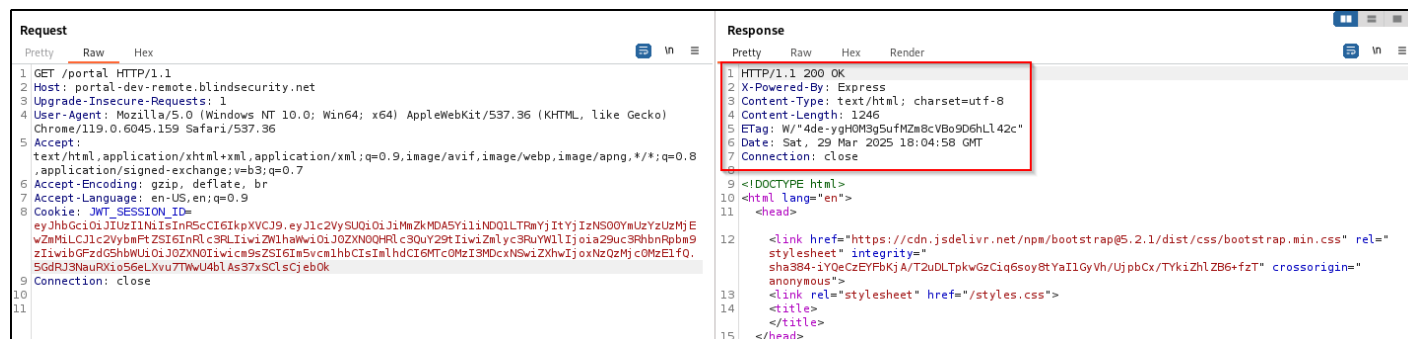 Request
Pretty Raw Hex
\n
1 GET /portal HTTP/1.1
2 Host: portal-dev-remote.blindsecurity.net
3 Upgrade-Insecure-Requests: 1
4 User-Agent: Mozilla/5.0 (Windows NT 10.0; Win64; x64) AppleWebKit/537.36 (KHTML, like Gecko)
Chrome/119.0.6045.159 Safari/537.36
5 Accept:
text/html,application/xhtml+xml,application/xml;q=0.9,image/avif,image/webp,image/apng,*/*;q=0.8
,application/signed-exchange;v=b3;q=0.7
6 Accept-Encoding: gzip, deflate, br
7 Accept-Language: en-US,en;q=0.9
8 Cookie: JWT_SESSION_ID=
9 Connection: close
10
11
Response
Pretty Raw Hex Render
\n
1 HTTP/1.1 200 OK
2 X-Powered-By: Express
3 Content-Type: text/html; charset=utf-8
4 Content-Length: 1246
5 ETag: W/"4de-ygH0M3g5ufMZm8cVBo9D6hLl42c"
6 Date: Sat, 29 Mar 2025 18:04:58 GMT
7 Connection: close
8
9 <!DOCTYPE html>
10 <html lang="en">
11 <head>
12 <link href="https://cdn.jsdelivr.net/npm/bootstrap@5.2.1/dist/css/bootstrap.min.css" rel="
stylesheet" integrity="
sha384-iYQeCzEYFbKjA/T2uDLTpkwGzCiq6soy8tYaI1GyVh/UjpbCx/TYkiZhlZB6+fzT" crossorigin="
anonymous">
13 <link rel="stylesheet" href="/styles.css">
14 <title>
</title>
15 </head>